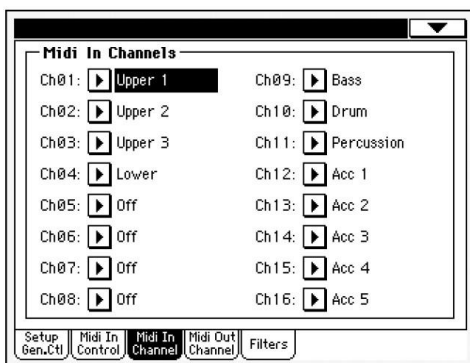 Midi In Channels
Ch01: Upper 1
Ch02: Upper 2
Ch03: Upper 3
Ch04: Lower
Ch05: Off
Ch06: Off
Ch07: Off
Ch08: Off
Ch09: Bass
Ch10: Drum
Ch11: Percussion
Ch12: Acc 1
Ch13: Acc 2
Ch14: Acc 3
Ch15: Acc 4
Ch16: Acc 5
Setup Gen.Ctl
Midi In Control
Midi In Channel
Midi Out Channel
Filters